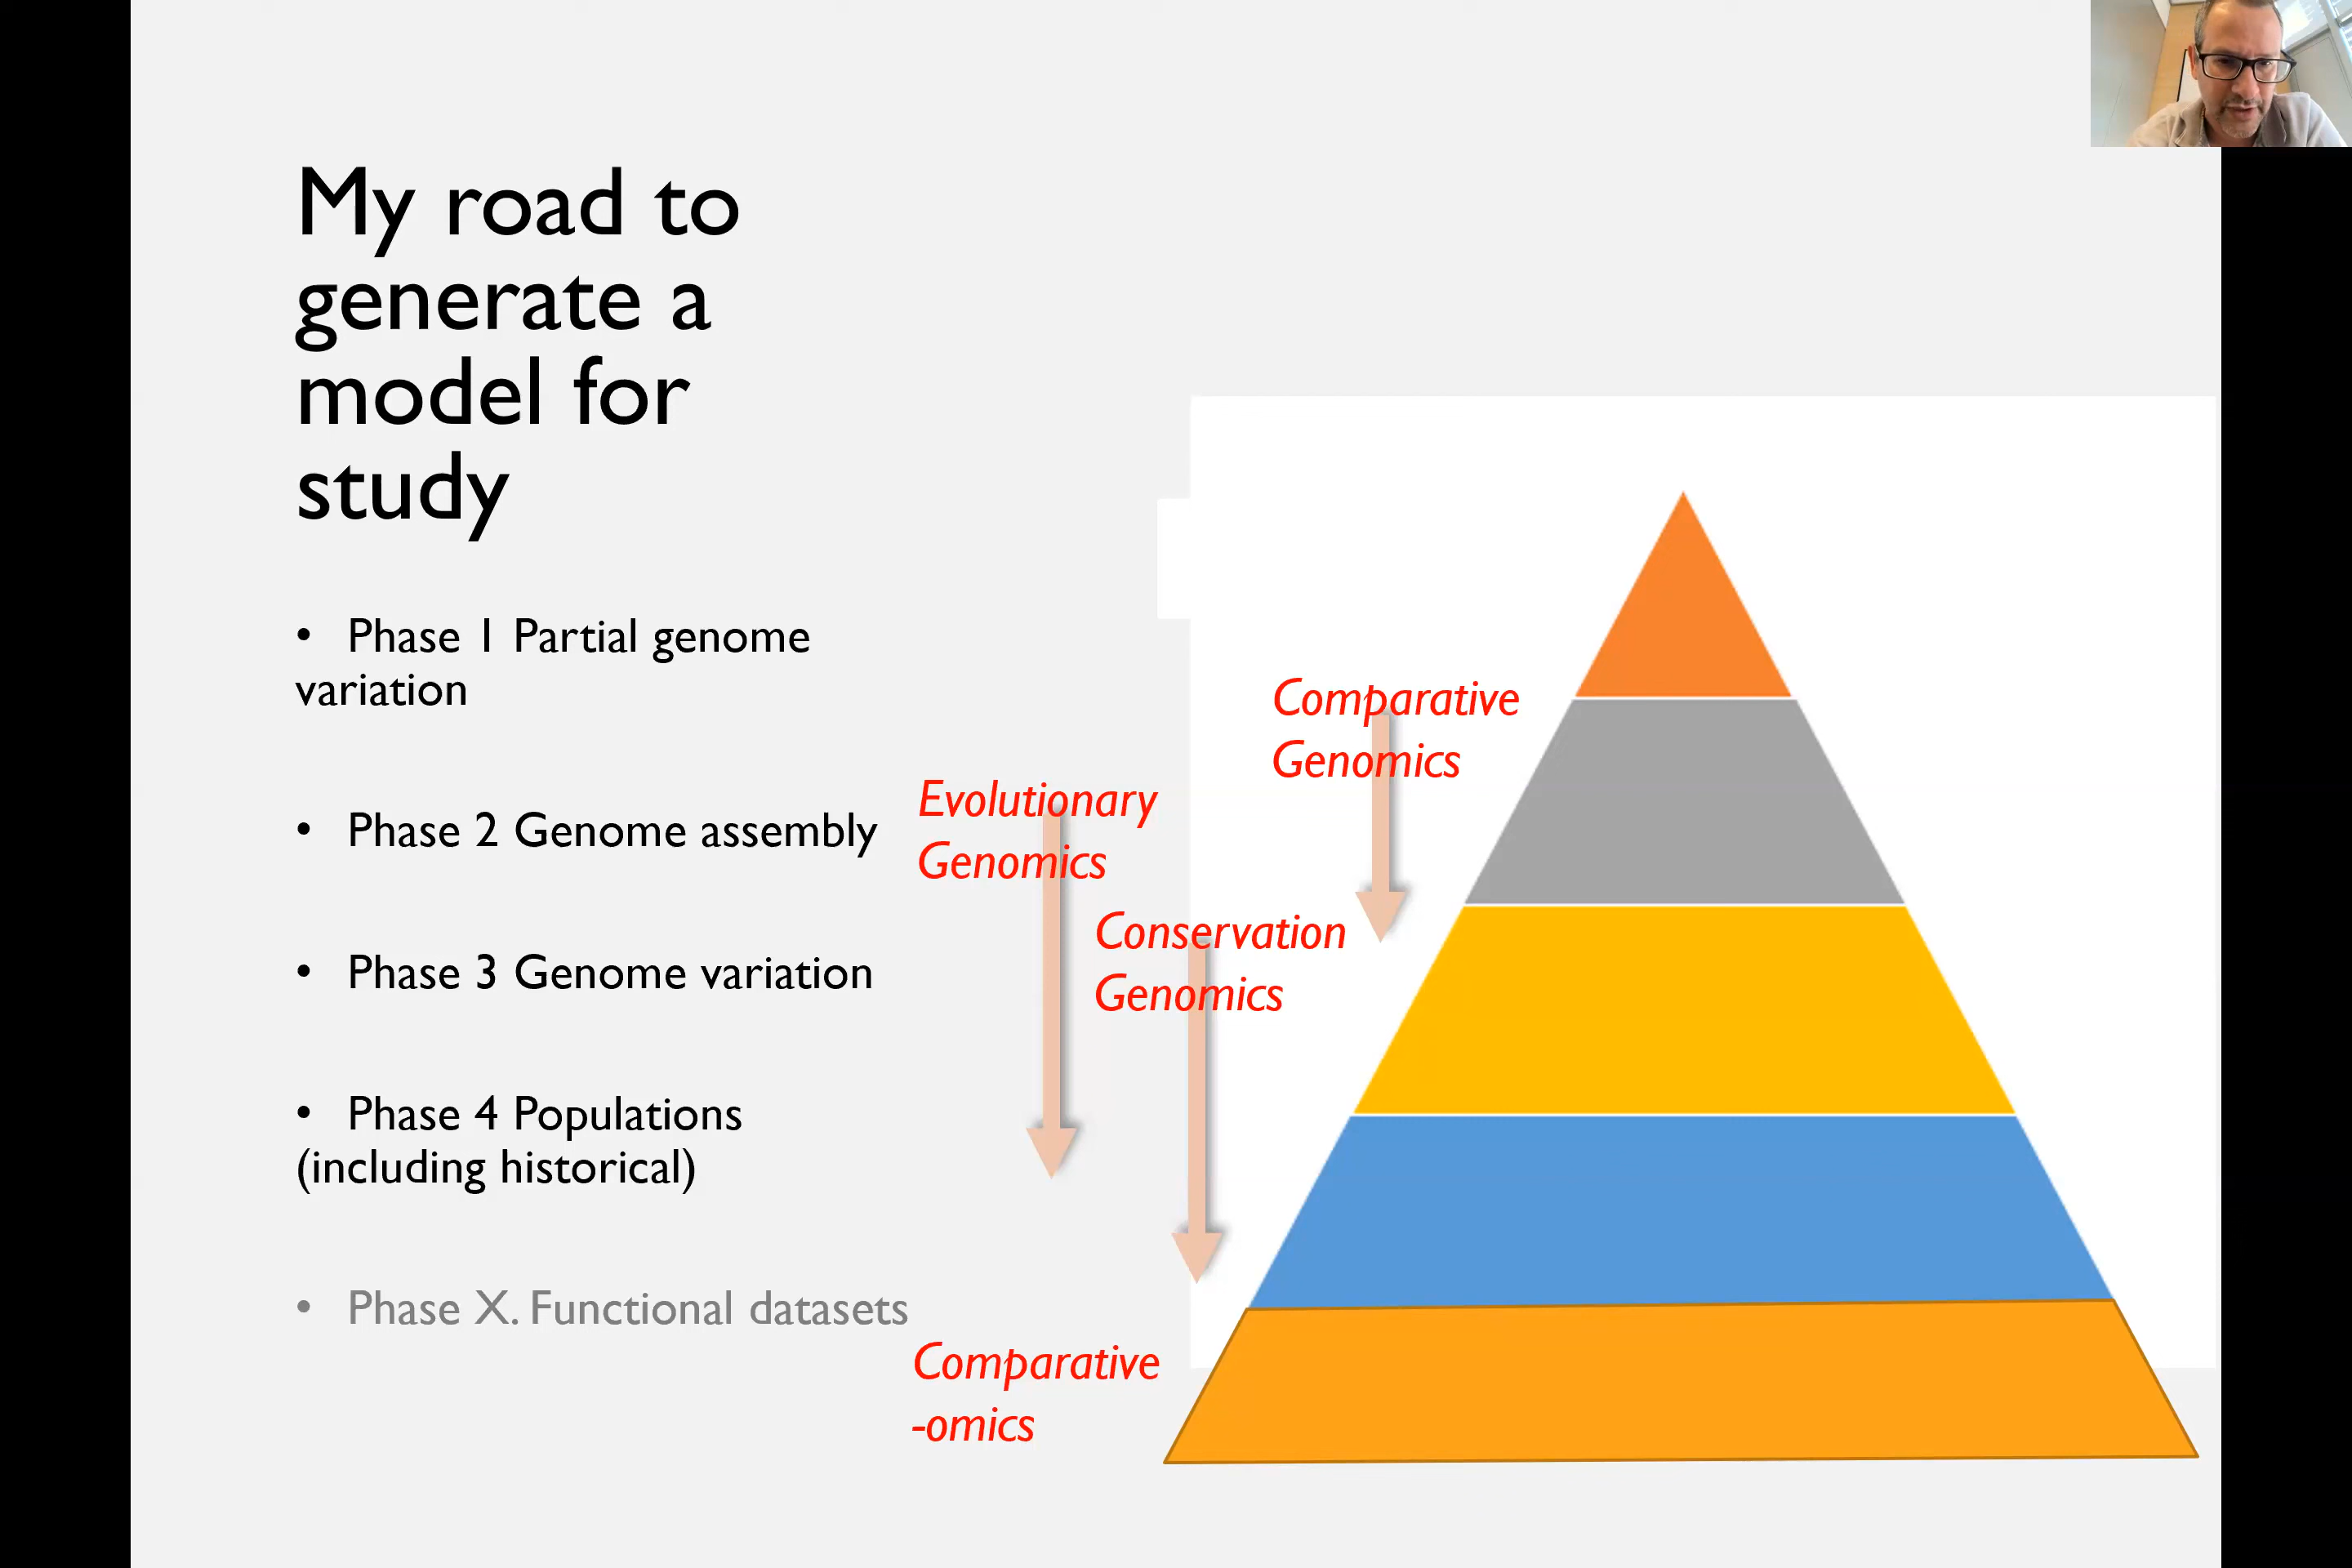 My road to
generate a
model for
study
• Phase 1 Partial genome
variation
• Phase 2 Genome assembly
• Phase 3 Genome variation
• Phase 4 Populations
(including historical)
• Phase X. Functional datasets
Comparative
Genomics
Evolutionary
Genomics
Conservation
Genomics
Comparative
-omics